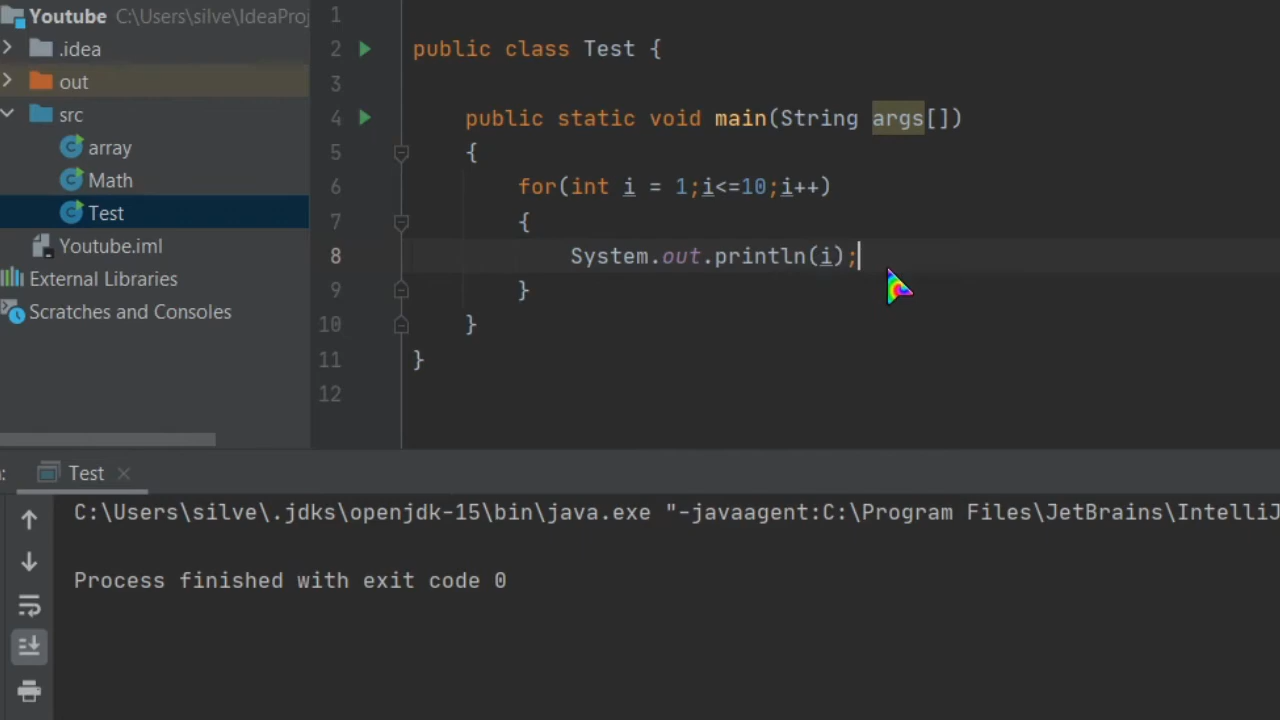 Youtube C:\Users\silve\IdeaProj
.idea
out
src
array
Math
Test
Youtube.iml
External Libraries
Scratches and Consoles
1
2 public class Test {
3
4 public static void main(String args[])
5 {
6 for(int i = 1;i<=10;i++)
7 {
8 System.out.println(i);
9 }
10 }
11 }
12
: Test
C:\Users\silve\.jdks\openjdk-15\bin\java.exe "-javaagent:C:\Program Files\JetBrains\IntelliJ
Process finished with exit code 0